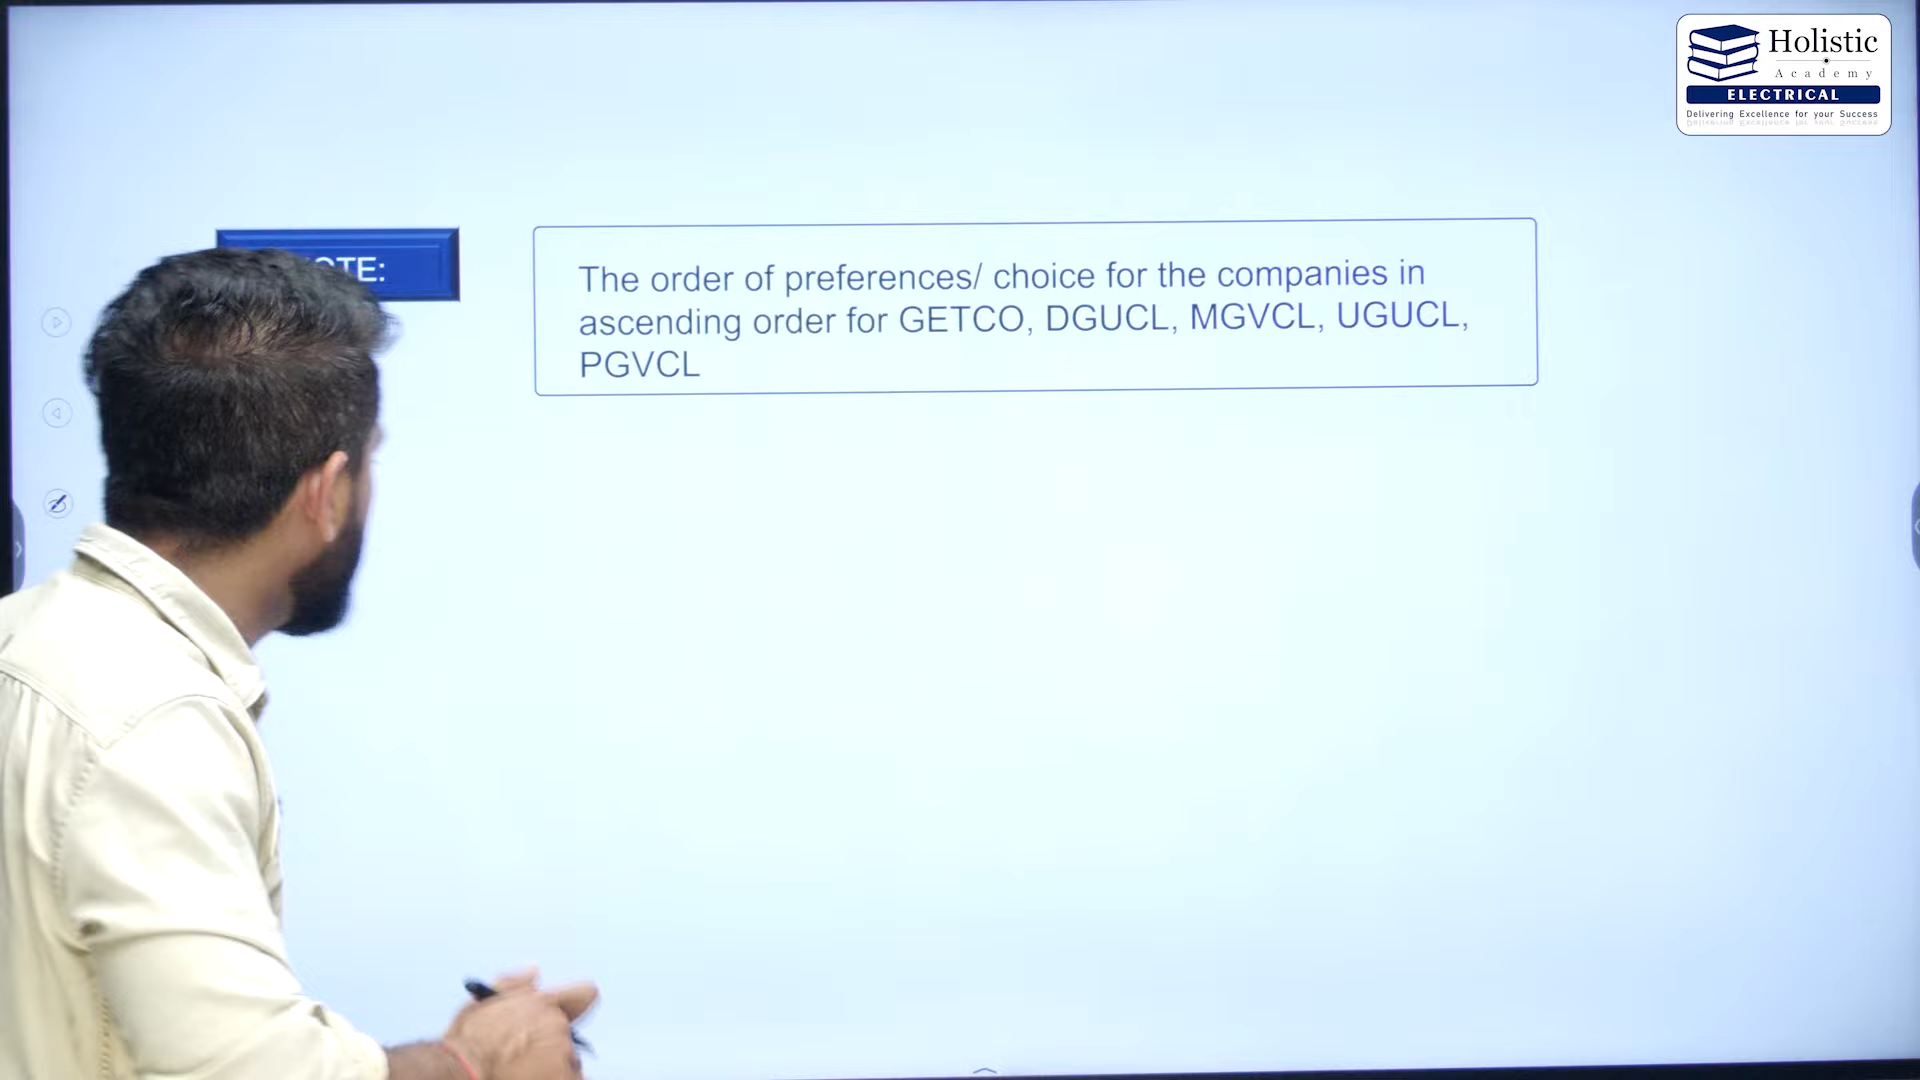 Holistic
Academy
ELECTRICAL
Delivering Excellence for your Success
The order of preferences/ choice for the companies in
ascending order for GETCO, DGUCL, MGVCL, UGUCL,
PGVCL